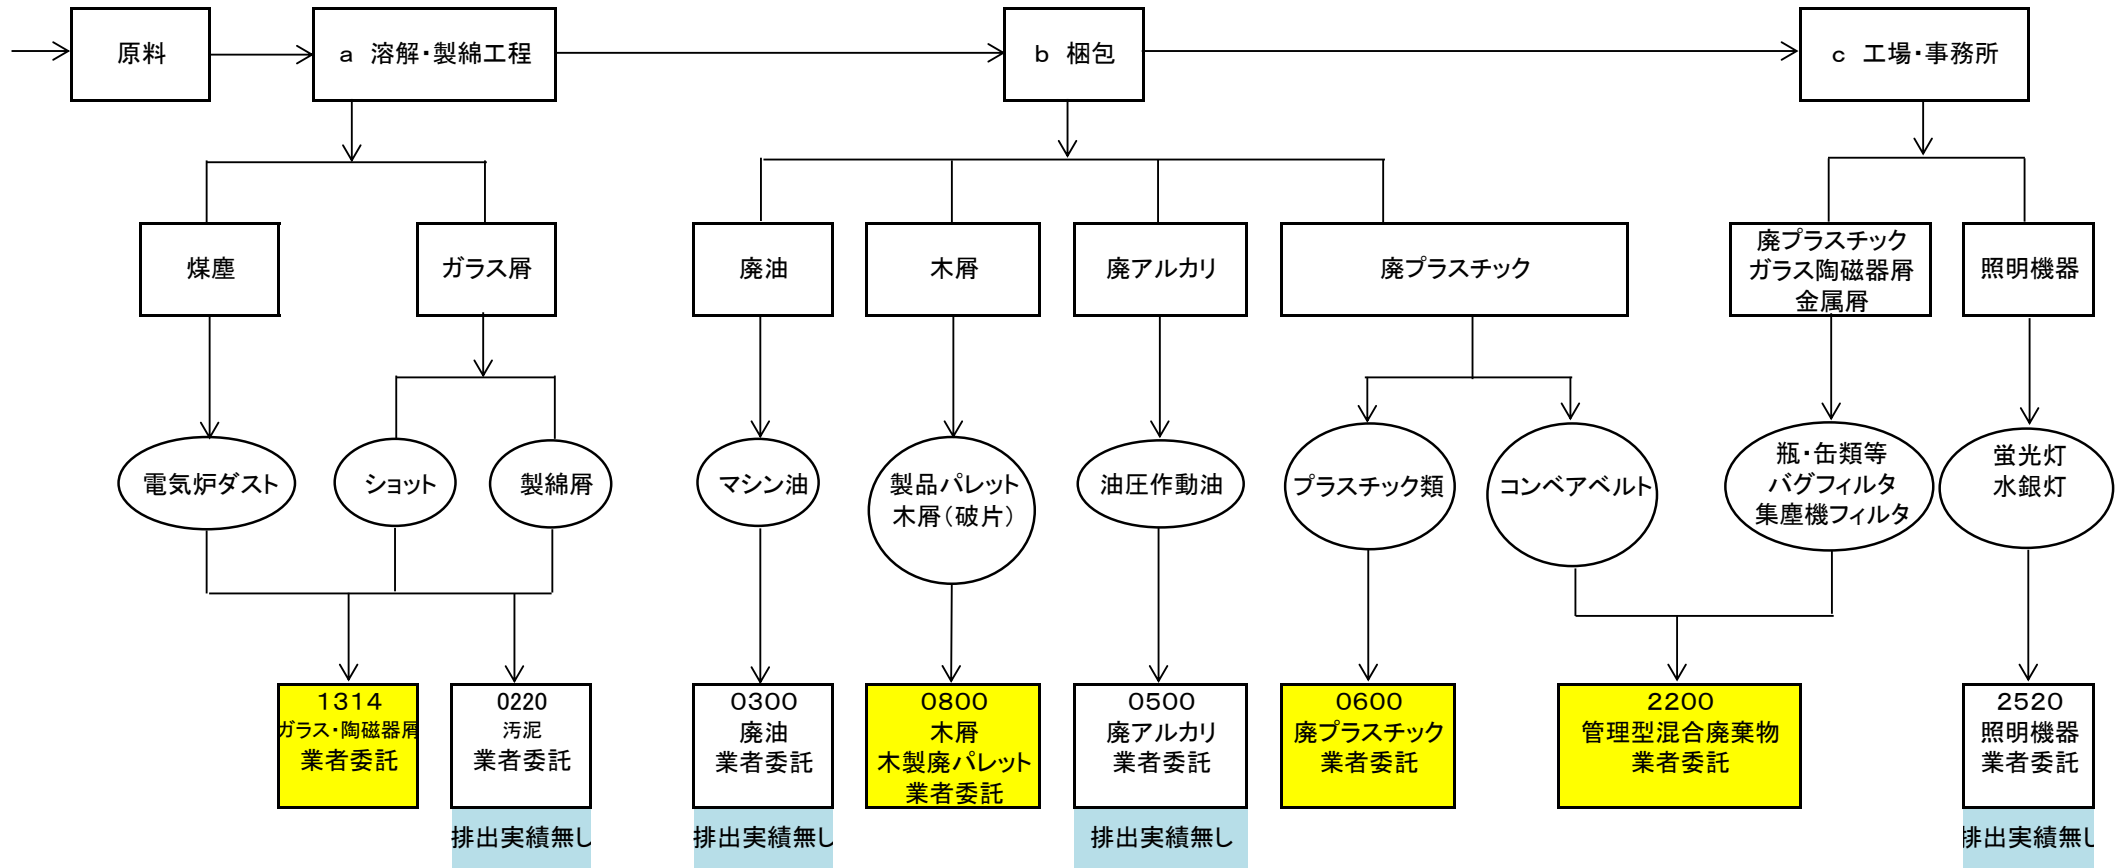 原料
a 溶解・製綿工程
b 梱包
c 工場・事務所
煤塵
ガラス屑
廃油
木屑
廃アルカリ
廃プラスチック
廃プラスチック
ガラス陶磁器屑
金属屑
照明機器
電気炉ダスト
ショット
製綿屑
マシン油
製品パレット
木屑(破片)
油圧作動油
プラスチック類
コンベアベルト
瓶・缶類等
バグフィルタ
集塵機フィルタ
蛍光灯
水銀灯
1314
ガラス・陶磁器屑
業者委託
0220
汚泥
業者委託
0300
廃油
業者委託
0800
木屑
木製廃パレット
業者委託
0500
廃アルカリ
業者委託
0600
廃プラスチック
業者委託
2200
管理型混合廃棄物
業者委託
2520
照明機器
業者委託
排出実績無し
排出実績無し
排出実績無し
排出実績無し